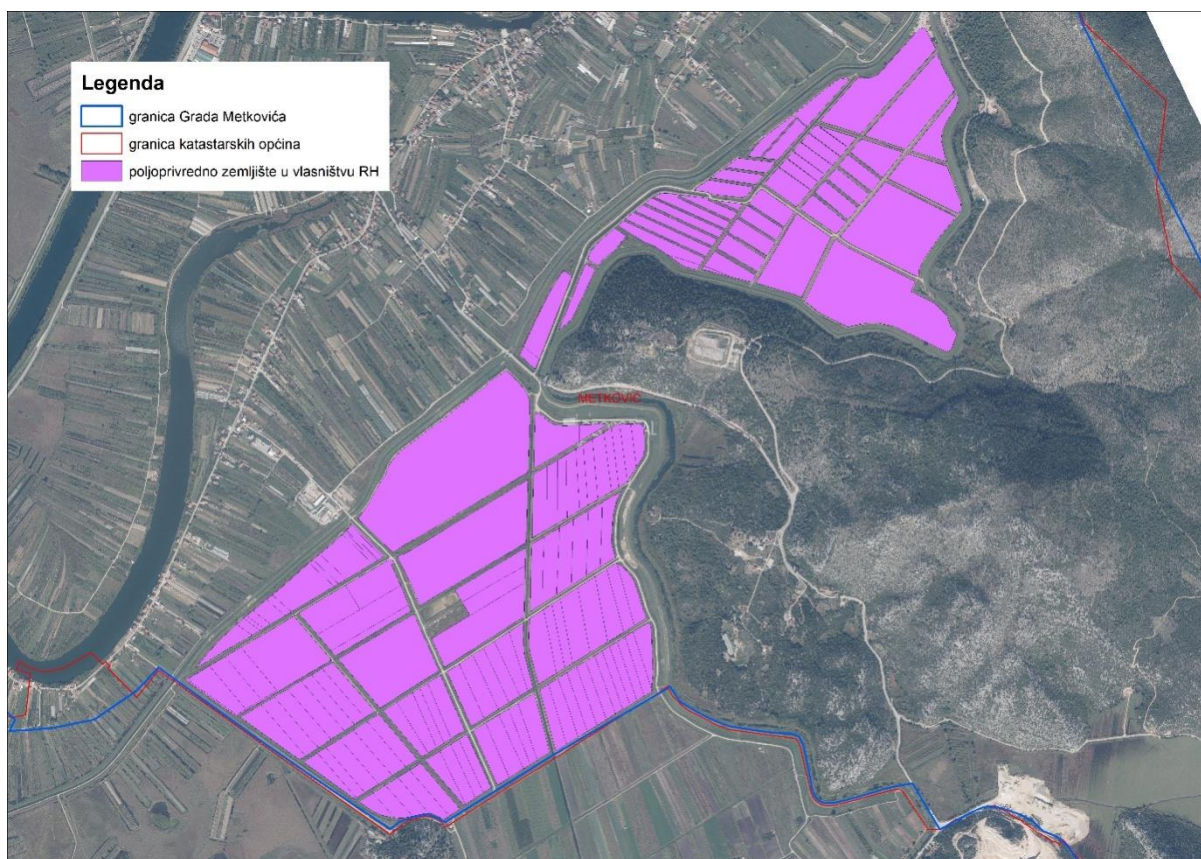 Legenda
granica Grada Metkovića
granica katastarskih općina
poljoprivredno zemljište u vlasništvu RH
METKOVIĆ